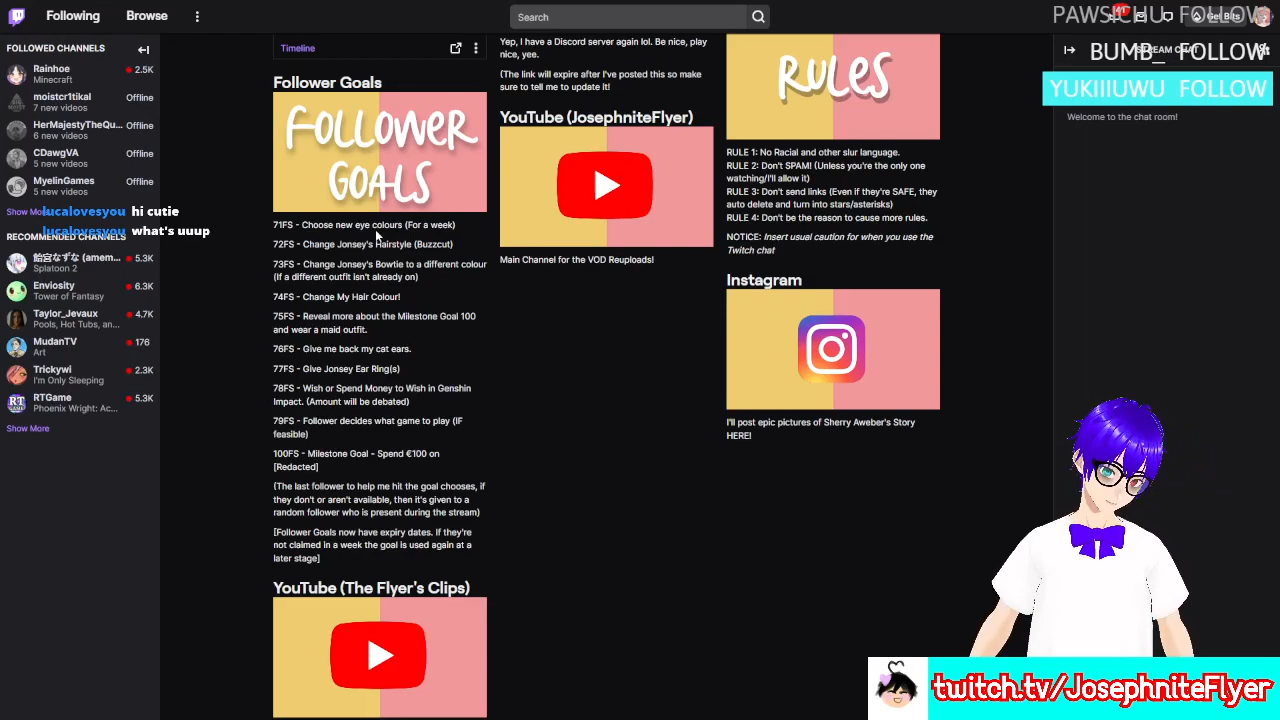 Following
Browse
Search
Get Bits
PAWSICHU FOLLOW
BUMB_ FOLLOW
YUKIIIUWU FOLLOW
STREAM CHAT
Welcome to the chat room!
FOLLOWED CHANNELS
Rainhoe
2.5K
Minecraft
moistcr1tikal
Offline
7 new videos
HerMajestyTheQu...
Offline
6 new videos
CDawgVA
Offline
5 new videos
MyelinGames
Offline
5 new videos
Show More
lucalovesyou hi cutie
lucalovesyou what's uuup
RECOMMENDED CHANNELS
飴宮なずな (amem...
5.3K
Splatoon 2
Enviosity
6.3K
Tower of Fantasy
Taylor_Jevaux
4.7K
Pools, Hot Tubs, an...
MudanTV
176
Art
Trickywi
2.3K
I'm Only Sleeping
RTGame
5.3K
Phoenix Wright: Ac...
Show More
Timeline
Follower Goals
FOLLOWER
GOALS
71FS - Choose new eye colours (For a week)
72FS - Change Jonsey's Hairstyle (Buzzcut)
73FS - Change Jonsey's Bowtie to a different colour
(If a different outfit isn't already on)
74FS - Change My Hair Colour!
75FS - Reveal more about the Milestone Goal 100
and wear a maid outfit.
76FS - Give me back my cat ears.
77FS - Give Jonsey Ear Ring(s)
78FS - Wish or Spend Money to Wish in Genshin
Impact. (Amount will be debated)
79FS - Follower decides what game to play (IF
feasible)
100FS - Milestone Goal - Spend €100 on
[Redacted]
(The last follower to help me hit the goal chooses, if
they don't or aren't available, then it's given to a
random follower who is present during the stream)
[Follower Goals now have expiry dates. If they're
not claimed in a week the goal is used again at a
later stage]
YouTube (The Flyer's Clips)
Yep, I have a Discord server again lol. Be nice, play
nice, yee.
(The link will expire after I've posted this so make
sure to tell me to update it!
YouTube (JosephniteFlyer)
Main Channel for the VOD Reuploads!
RULES
RULE 1: No Racial and other slur language.
RULE 2: Don't SPAM! (Unless you're the only one
watching/I'll allow it)
RULE 3: Don't send links (Even if they're SAFE, they
auto delete and turn into stars/asterisks)
RULE 4: Don't be the reason to cause more rules.
NOTICE: Insert usual caution for when you use the
Twitch chat
Instagram
I'll post epic pictures of Sherry Aweber's Story
HERE!
twitch.tv/JosephniteFlyer